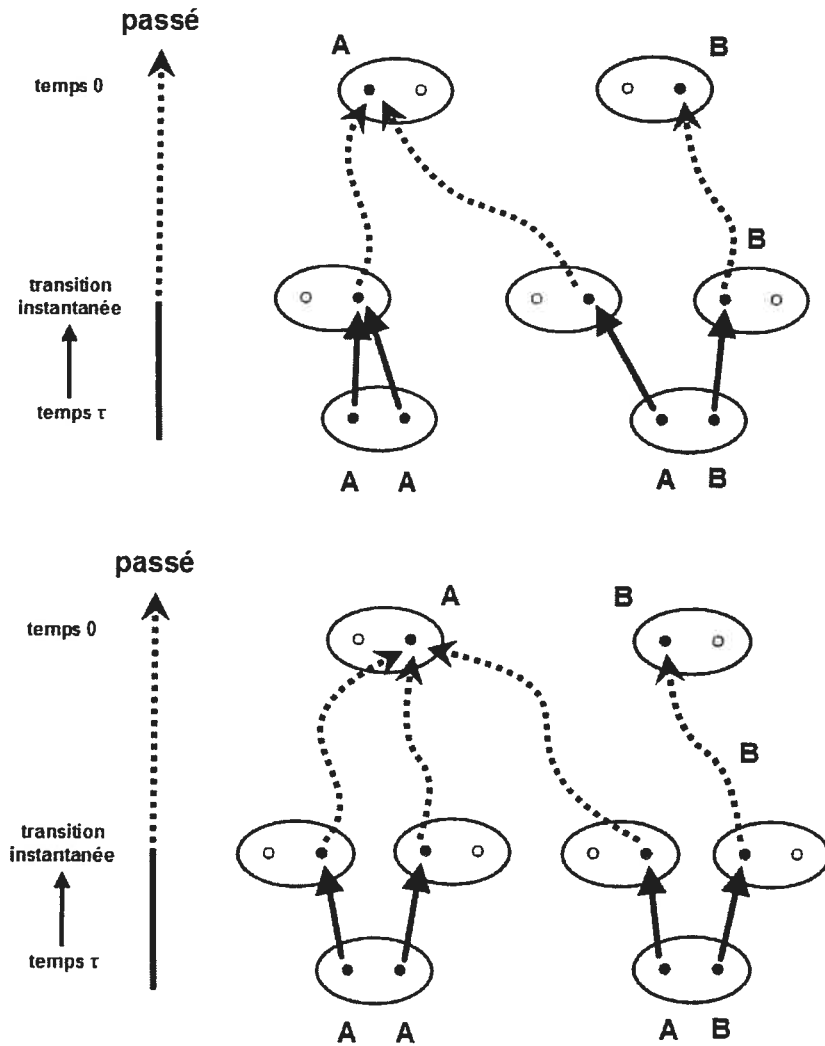 passé
A
B
temps 0
B
transition
instantanée
temps τ
A A
A B
passé
A
B
temps 0
B
transition
instantanée
temps τ
A A
A B